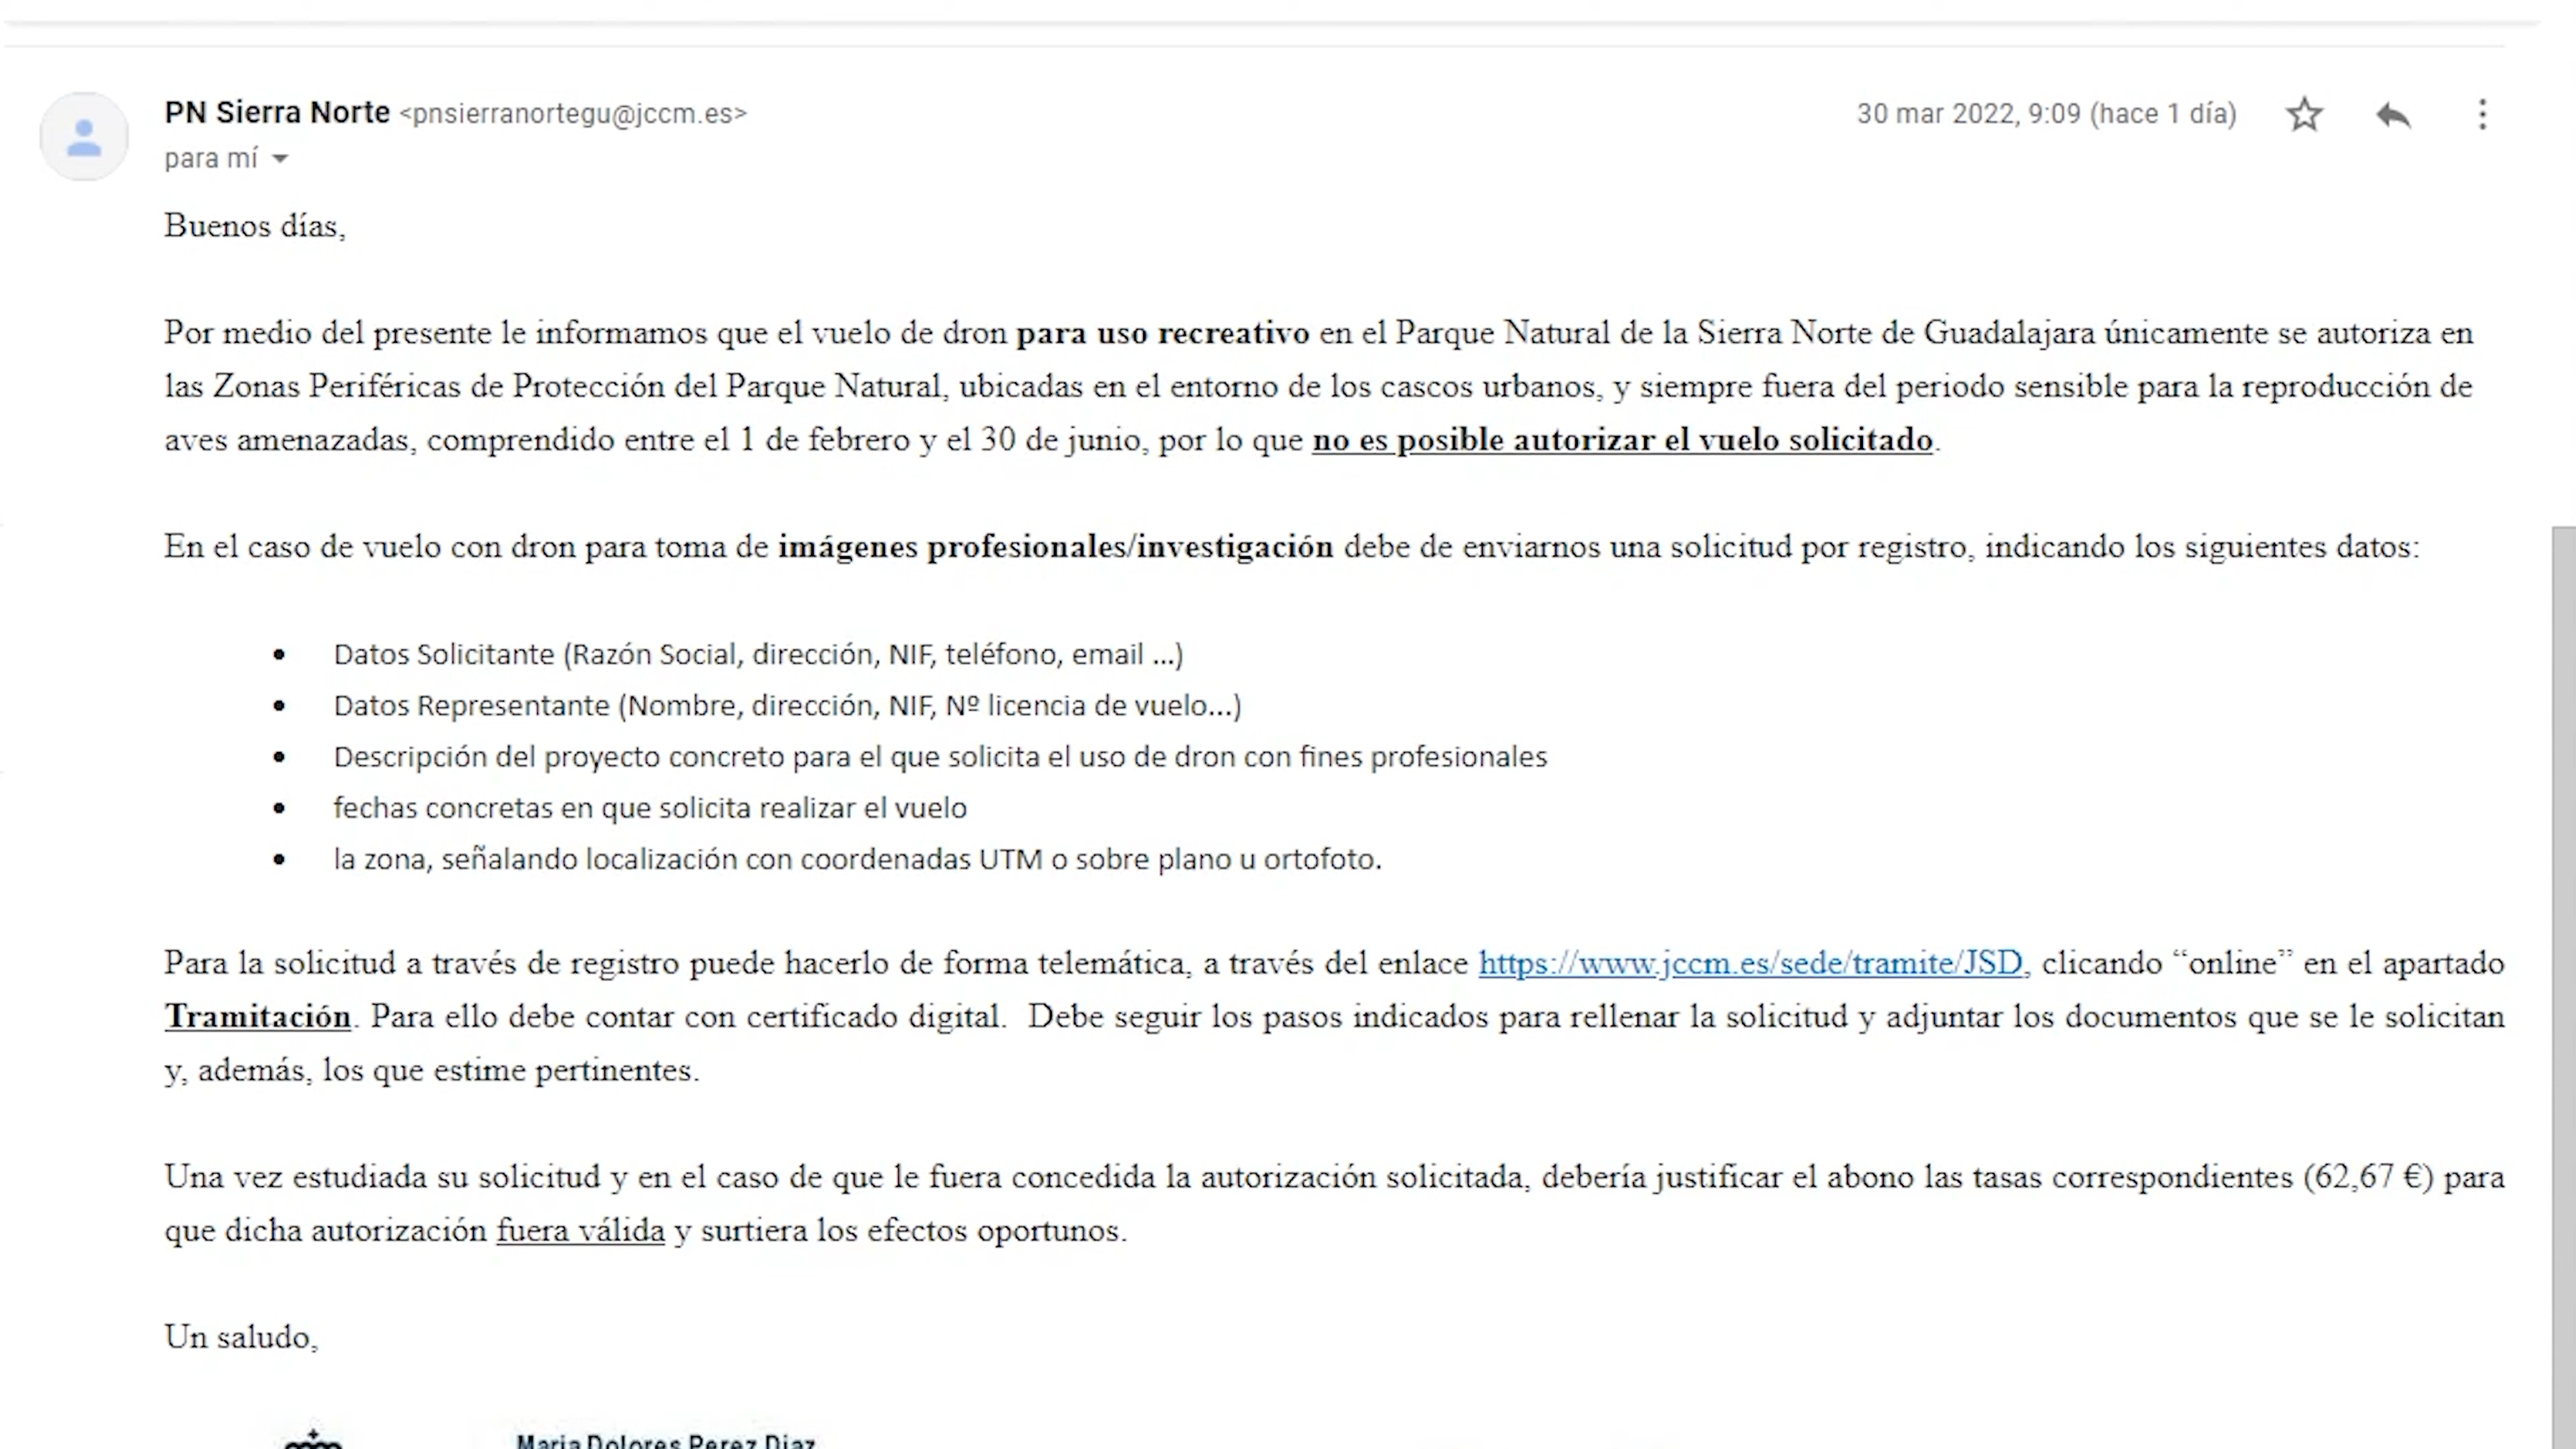 PN Sierra Norte <pnsierranortegu@jccm.es>
30 mar 2022, 9:09 (hace 1 día)
para mí
Buenos días,
Por medio del presente le informamos que el vuelo de dron para uso recreativo en el Parque Natural de la Sierra Norte de Guadalajara únicamente se autoriza en
las Zonas Periféricas de Protección del Parque Natural, ubicadas en el entorno de los cascos urbanos, y siempre fuera del periodo sensible para la reproducción de
aves amenazadas, comprendido entre el 1 de febrero y el 30 de junio, por lo que no es posible autorizar el vuelo solicitado.
En el caso de vuelo con dron para toma de imágenes profesionales/investigación debe de enviarnos una solicitud por registro, indicando los siguientes datos:
• Datos Solicitante (Razón Social, dirección, NIF, teléfono, email ...)
• Datos Representante (Nombre, dirección, NIF, Nº licencia de vuelo...)
• Descripción del proyecto concreto para el que solicita el uso de dron con fines profesionales
• fechas concretas en que solicita realizar el vuelo
• la zona, señalando localización con coordenadas UTM o sobre plano u ortofoto.
Para la solicitud a través de registro puede hacerlo de forma telemática, a través del enlace https://www.jccm.es/sede/tramite/JSD, clicando “online” en el apartado
Tramitación. Para ello debe contar con certificado digital.  Debe seguir los pasos indicados para rellenar la solicitud y adjuntar los documentos que se le solicitan
y, además, los que estime pertinentes.
Una vez estudiada su solicitud y en el caso de que le fuera concedida la autorización solicitada, debería justificar el abono las tasas correspondientes (62,67 €) para
que dicha autorización fuera válida y surtiera los efectos oportunos.
Un saludo,
Maria Dolores Perez Diaz